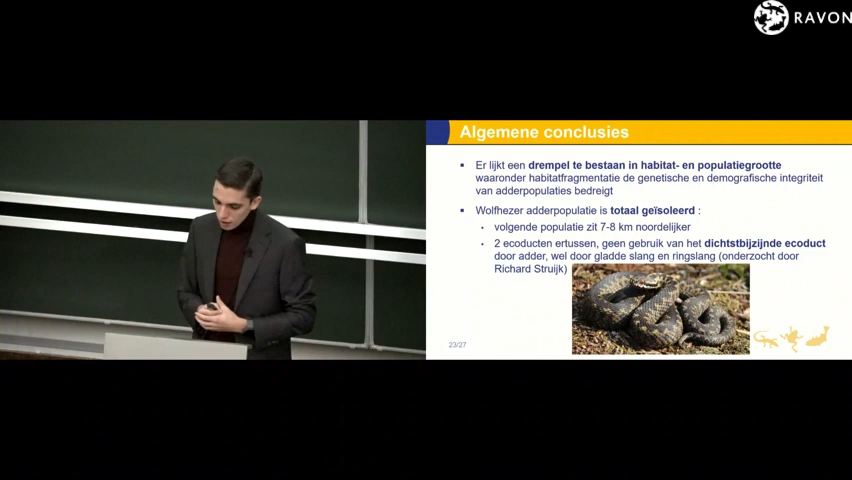 RAVON
Algemene conclusies
▪ Er lijkt een drempel te bestaan in habitat- en populatiegrootte
waaronder habitatfragmentatie de genetische en demografische integriteit
van adderpopulaties bedreigt
▪ Wolfhezer adderpopulatie is totaal geïsoleerd :
• volgende populatie zit 7-8 km noordelijker
• 2 ecoducten ertussen, geen gebruik van het dichtstbijzijnde ecoduct
door adder, wel door gladde slang en ringslang (onderzocht door
Richard Struijk)
23/27